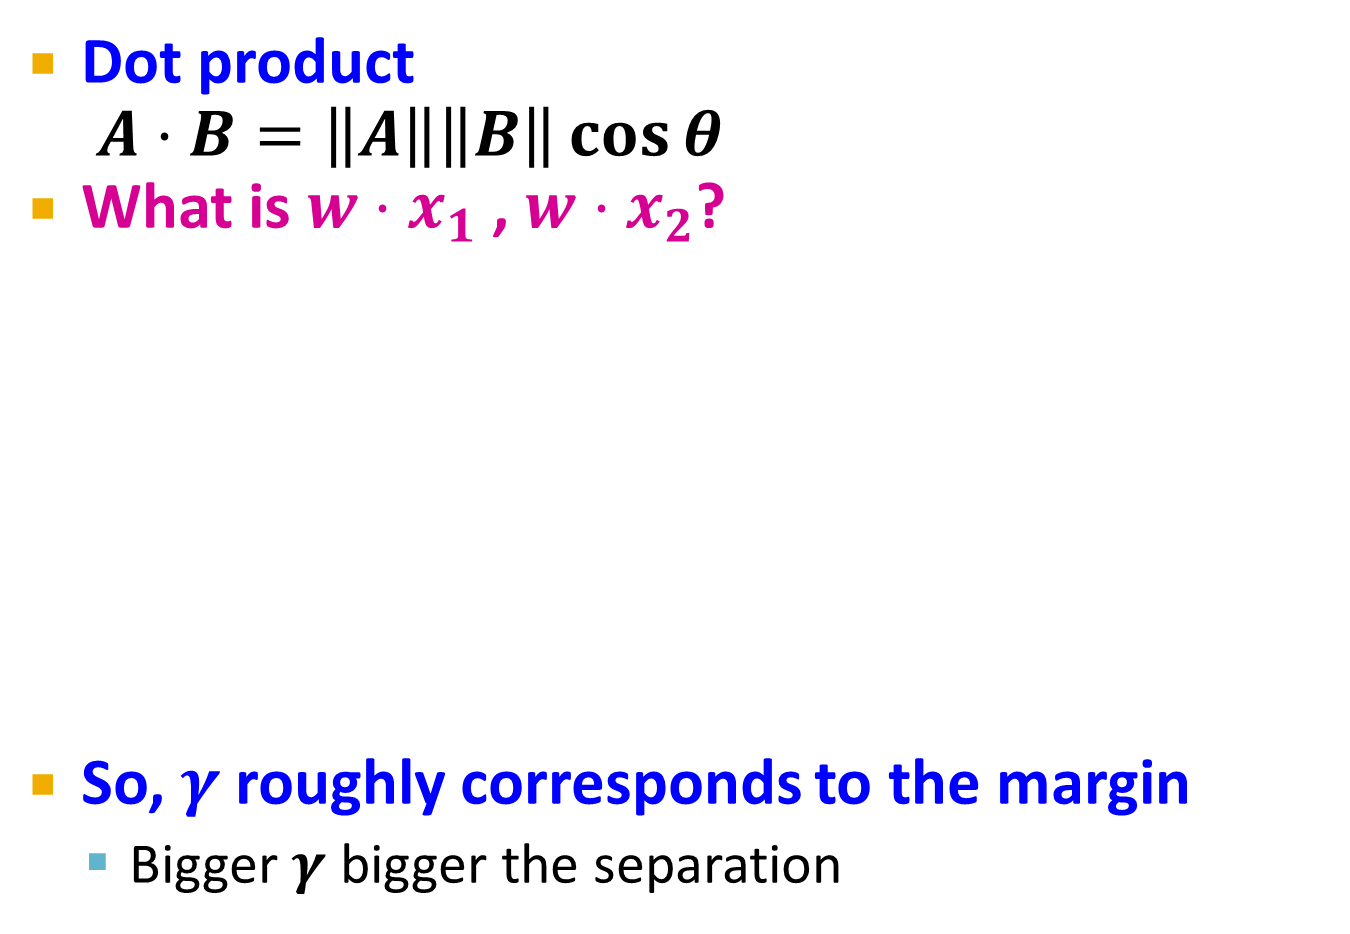 Dot product
A · B = ‖A‖‖B‖ cos θ
What is w · x₁ , w · x₂?
So, γ roughly corresponds to the margin
Bigger γ bigger the separation